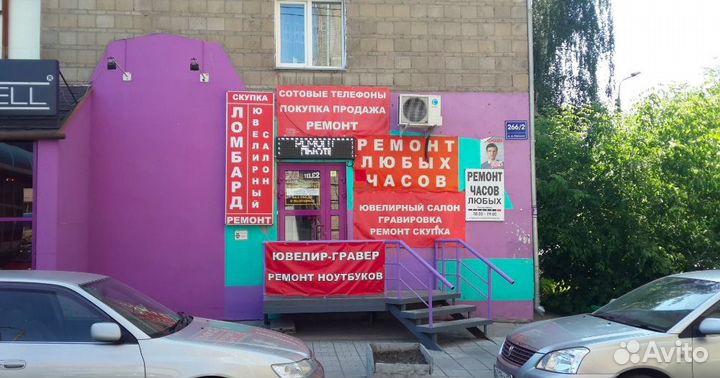 ELL
®
СКУПКА
ЛОМБАРД
ЮВЕЛИРНЫЙ
САЛОН
РЕМОНТ
СОТОВЫЕ ТЕЛЕФОНЫ
ПОКУПКА ПРОДАЖА
РЕМОНТ
TELE2
РЕМОНТ
ЛЮБЫХ
ЧАСОВ
ЮВЕЛИРНЫЙ САЛОН
ГРАВИРОВКА
РЕМОНТ СКУПКА
ЮВЕЛИР-ГРАВЕР
РЕМОНТ НОУТБУКОВ
266/2
РЕМОНТ
ЧАСОВ
ЛЮБЫХ
Avito